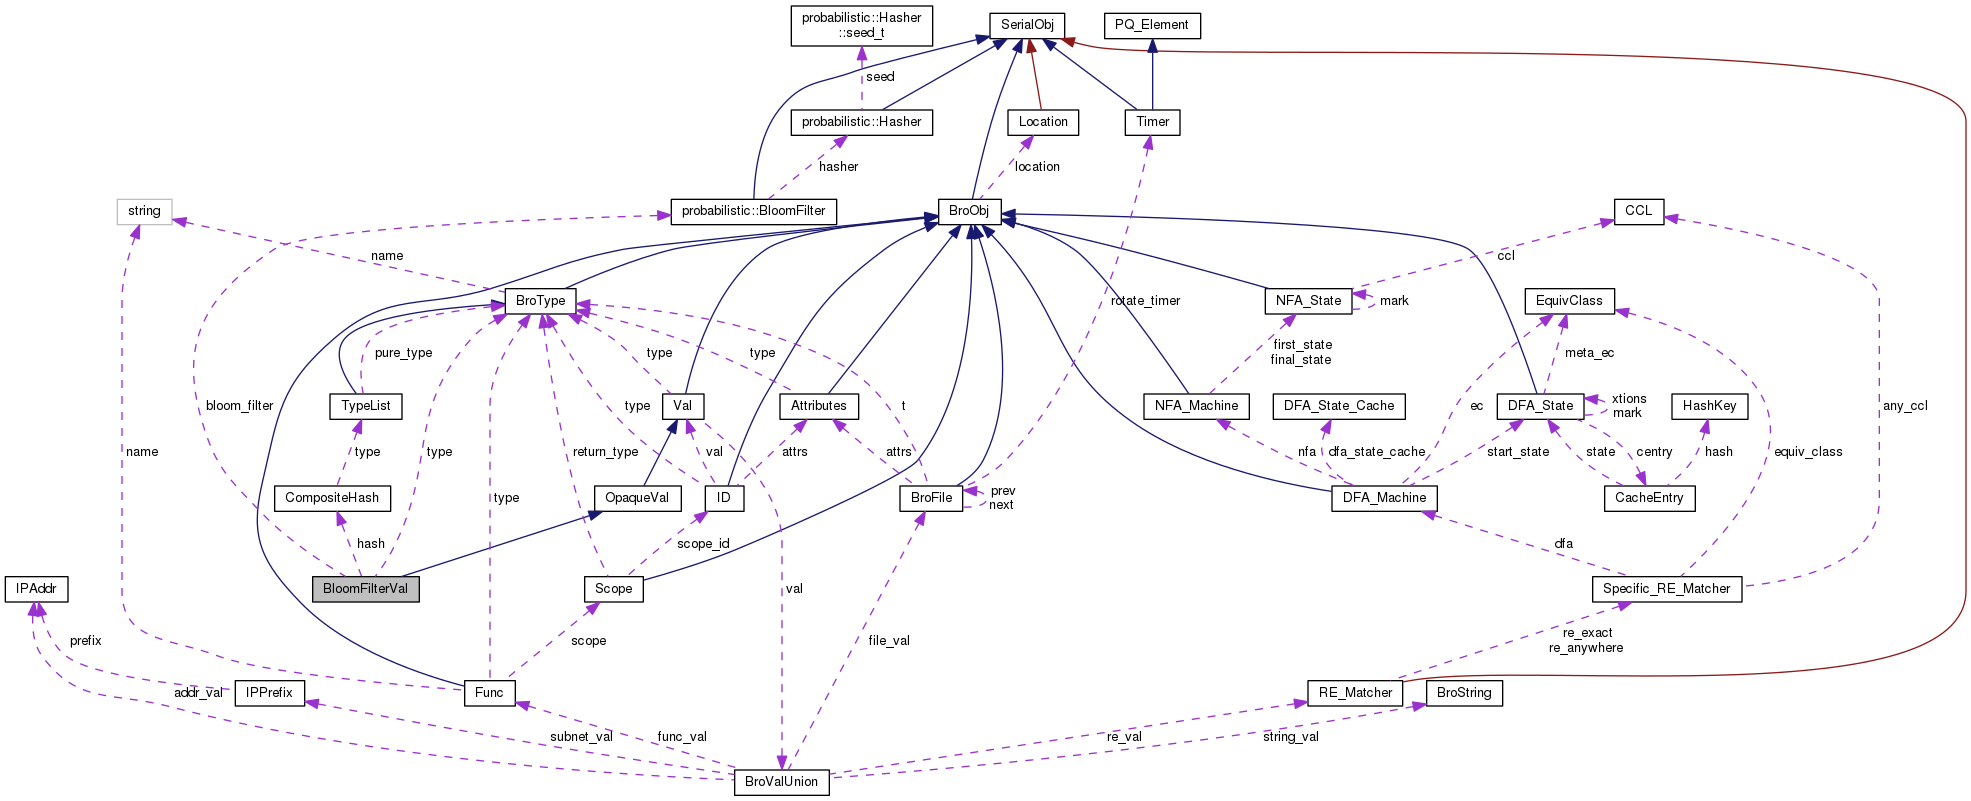 probabilistic::Hasher
::seed_t
SerialObj
PQ_Element
seed
probabilistic::Hasher
Location
Timer
hasher
location
string
probabilistic::BloomFilter
BroObj
CCL
name
ccl
BroType
rotate_timer
NFA_State
mark
EquivClass
pure_type
type
type
first_state
final_state
meta_ec
bloom_filter
TypeList
type
Val
Attributes
t
NFA_Machine
DFA_State_Cache
ec
DFA_State
xtions
mark
HashKey
any_ccl
name
type
type
return_type
val
attrs
attrs
nfa
dfa_state_cache
start_state
state
centry
hash
equiv_class
CompositeHash
type
OpaqueVal
ID
BroFile
prev
next
DFA_Machine
CacheEntry
hash
scope_id
dfa
IPAddr
BloomFilterVal
Scope
val
Specific_RE_Matcher
prefix
scope
file_val
re_exact
re_anywhere
addr_val
IPPrefix
Func
RE_Matcher
BroString
subnet_val
func_val
re_val
string_val
BroValUnion